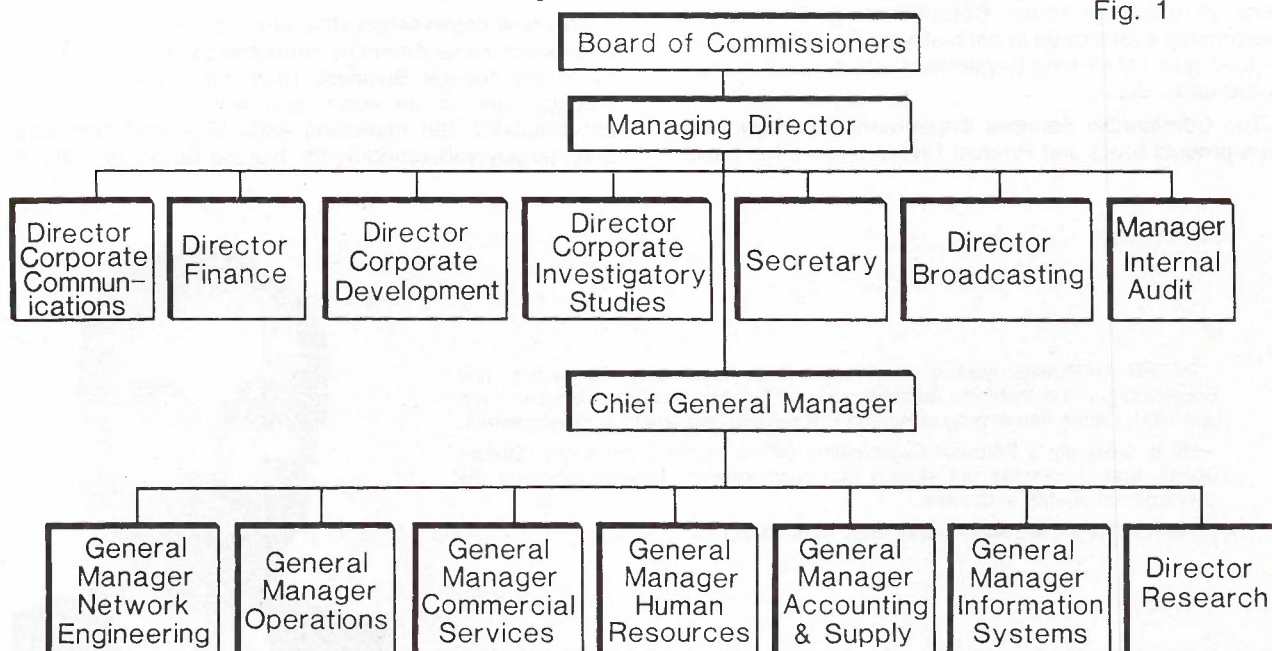 Fig. 1
Board of Commissioners
Managing Director
Director
Corporate
Commun-
ications
Director
Finance
Director
Corporate
Development
Director
Corporate
Investigatory
Studies
Secretary
Director
Broadcasting
Manager
Internal
Audit
Chief General Manager
General
Manager
Network
Engineering
General
Manager
Operations
General
Manager
Commercial
Services
General
Manager
Human
Resources
General
Manager
Accounting
& Supply
General
Manager
Information
Systems
Director
Research